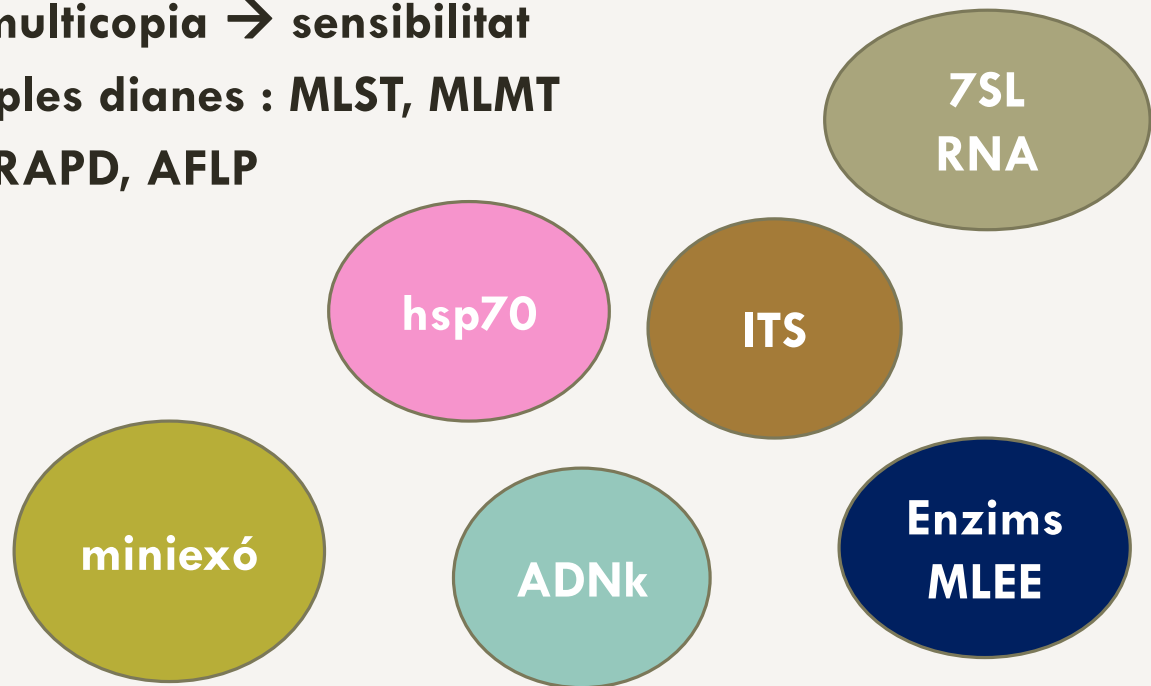 multicopia → sensibilitat
ples dianes : MLST, MLMT
RAPD, AFLP
7SL
RNA
hsp70
ITS
miniexó
ADNk
Enzims
MLEE